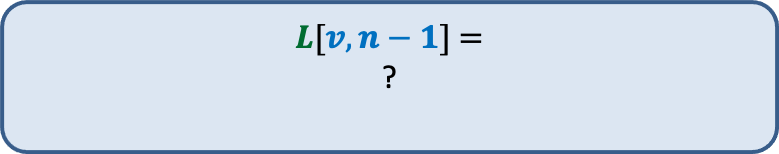 L[v, n − 1] =
?